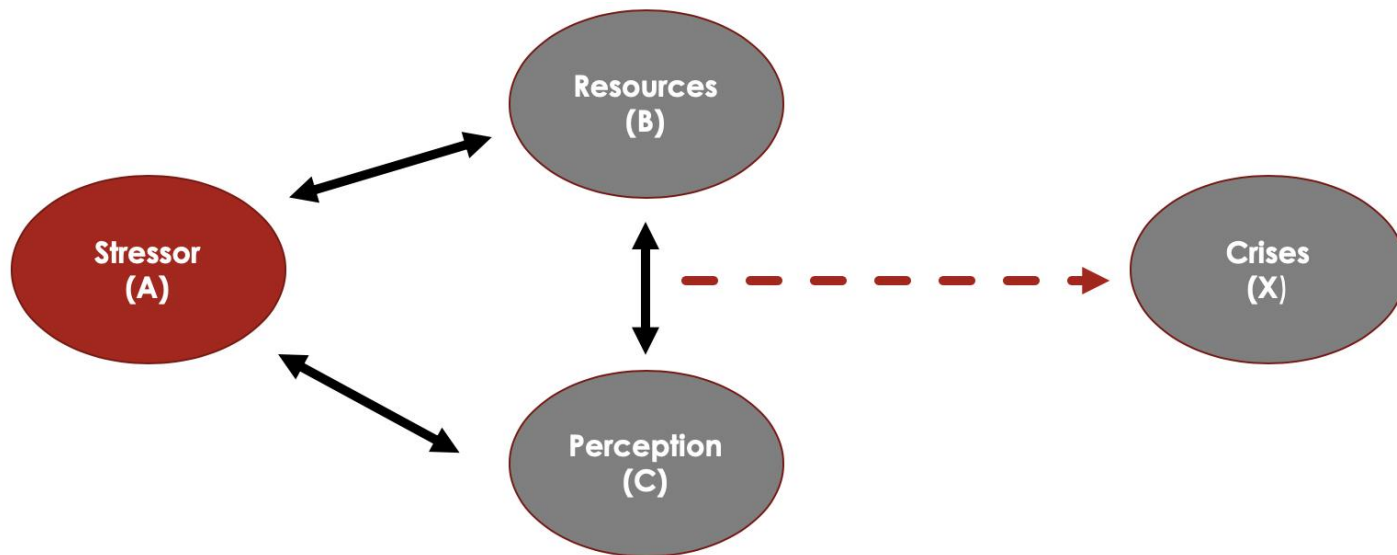 Resources
(B)
Stressor
(A)
Crises
(X)
Perception
(C)